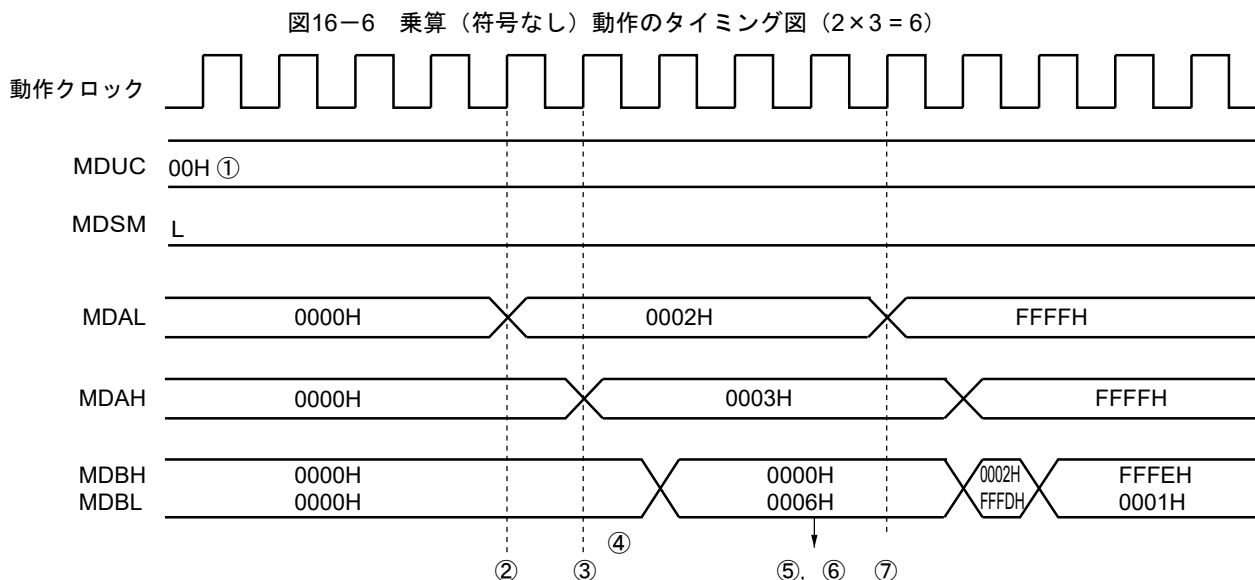 図16－6 乗算（符号なし）動作のタイミング図（2×3 = 6）
動作クロック
MDUC 00H ①
MDSM L
MDAL 0000H 0002H FFFFH
MDAH 0000H 0003H FFFFH
MDBH 0000H 0000H 0002H FFFEH
MDBL 0000H 0006H FFFDH 0001H
④
② ③ ⑤, ⑥ ⑦